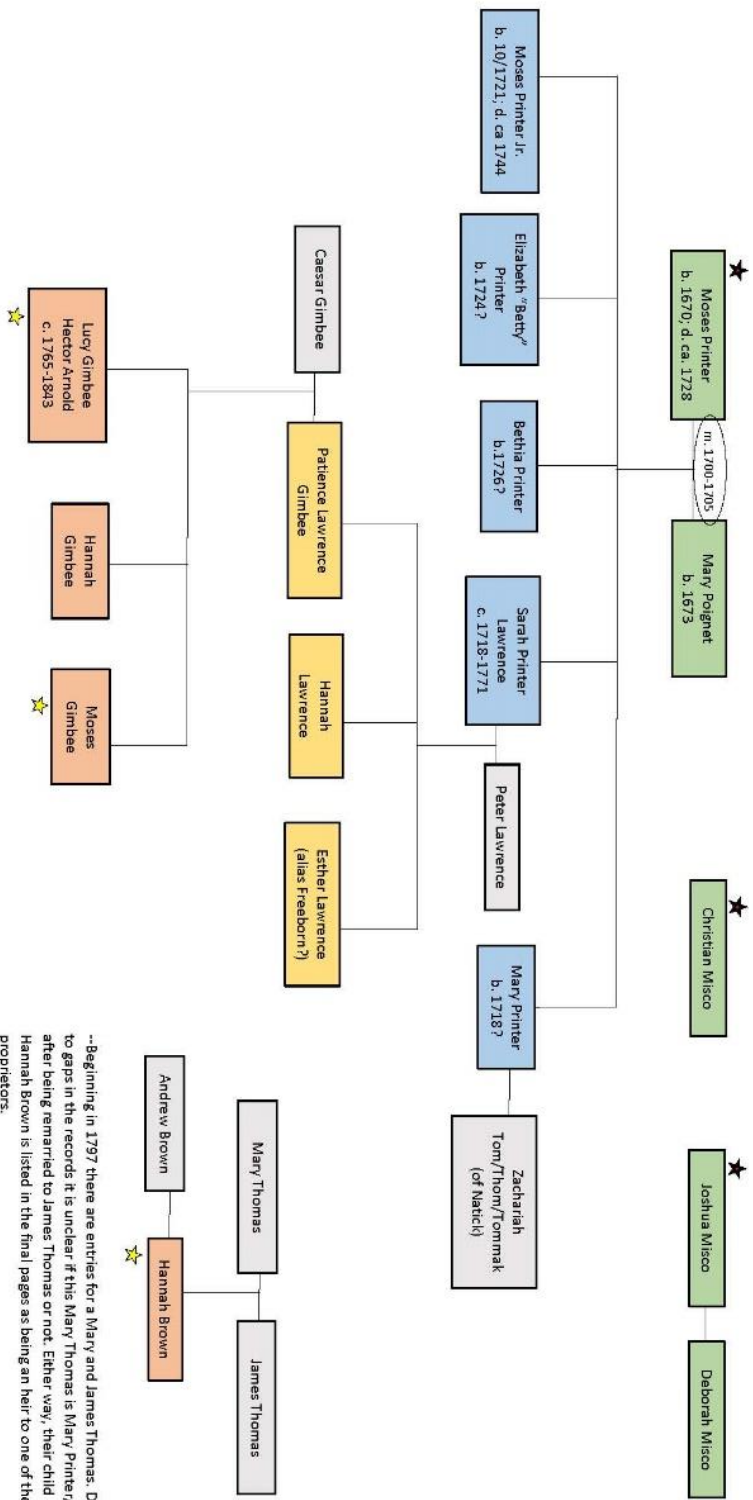 Moses Printer
b. 1670; d. ca. 1728
m. 1700-1705
Mary Poignet
b. 1673
Christian Misco
Joshua Misco
Deborah Misco
Moses Printer Jr.
b. 10/1721; d. ca 1744
Elizabeth “Betty”
Printer
b. 1724?
Bethia Printer
b.1726?
Sarah Printer
Lawrence
c. 1718-1771
Peter Lawrence
Mary Printer
b. 1718?
Zachariah
Tom/Thom/Tommak
(of Natick)
Caesar Gimbee
Patience Lawrence
Gimbee
Hannah
Lawrence
Esther Lawrence
(alias Freeborn?)
Mary Thomas
James Thomas
Lucy Gimbee
Hector Arnold
c. 1765-1843
Hannah
Gimbee
Moses
Gimbee
Andrew Brown
Hannah Brown
--Beginning in 1797 there are entries for a Mary and James Thomas. D
to gaps in the records it is unclear if this Mary Thomas is Mary Printer,
after being remarried to James Thomas or not. Either way, their child
Hannah Brown is listed in the final pages as being an heir to one of the
proprietors.